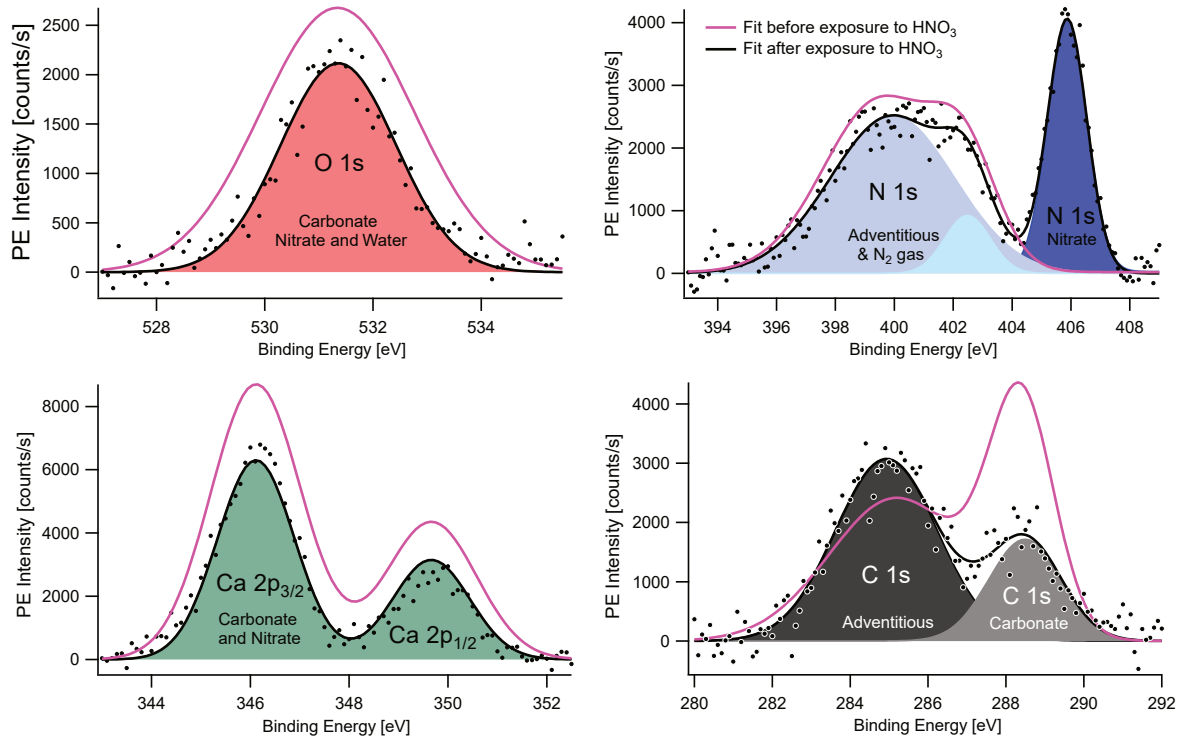 PE Intensity [counts/s]
2500
2000
1500
1000
500
0
O 1s
Carbonate
Nitrate and Water
528
530
532
534
Binding Energy [eV]
PE Intensity [counts/s]
4000
3000
2000
1000
0
Fit before exposure to HNO₃
Fit after exposure to HNO₃
N 1s
Adventitious
& N₂ gas
N 1s
Nitrate
394
396
398
400
402
404
406
408
Binding Energy [eV]
PE Intensity [counts/s]
8000
6000
4000
2000
0
Ca 2p₃/₂
Carbonate
and Nitrate
Ca 2p₁/₂
344
346
348
350
352
Binding Energy [eV]
PE Intensity [counts/s]
4000
3000
2000
1000
0
C 1s
Adventitious
C 1s
Carbonate
280
282
284
286
288
290
292
Binding Energy [eV]